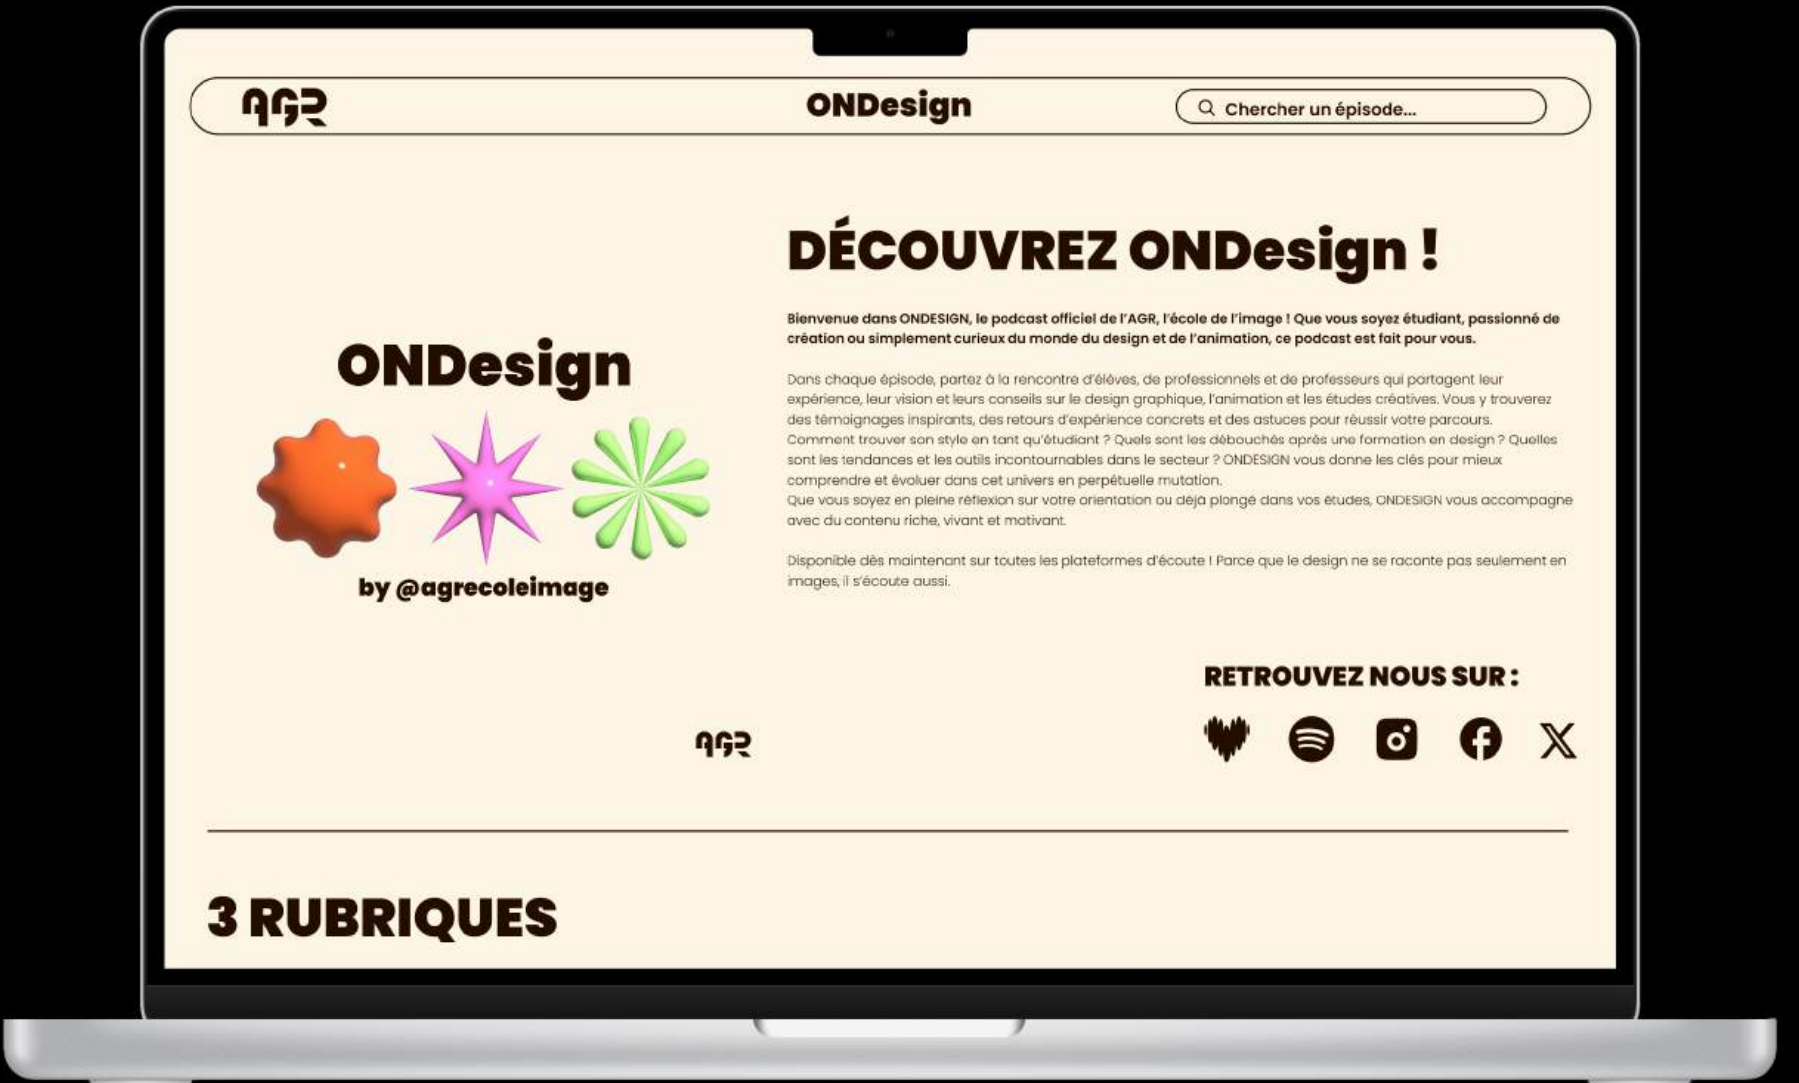 AGR
ONDesign
Chercher un épisode...
DÉCOUVREZ ONDesign !
Bienvenue dans ONDESIGN, le podcast officiel de l'AGR, l'école de l'image ! Que vous soyez étudiant, passionné de
création ou simplement curieux du monde du design et de l'animation, ce podcast est fait pour vous.
Dans chaque épisode, partez à la rencontre d'élèves, de professionnels et de professeurs qui partagent leur
expérience, leur vision et leurs conseils sur le design graphique, l'animation et les études créatives. Vous y trouverez
des témoignages inspirants, des retours d'expérience concrets et des astuces pour réussir votre parcours.
Comment trouver son style en tant qu'étudiant ? Quels sont les débouchés après une formation en design ? Quelles
sont les tendances et les outils incontournables dans le secteur ? ONDESIGN vous donne les clés pour mieux
comprendre et évoluer dans cet univers en perpétuelle mutation.
Que vous soyez en pleine réflexion sur votre orientation ou déjà plongé dans vos études, ONDESIGN vous accompagne
avec du contenu riche, vivant et motivant.
Disponible dès maintenant sur toutes les plateformes d'écoute ! Parce que le design ne se raconte pas seulement en
images, il s'écoute aussi.
ONDesign
by @agrecoleimage
AGR
RETROUVEZ NOUS SUR :
3 RUBRIQUES